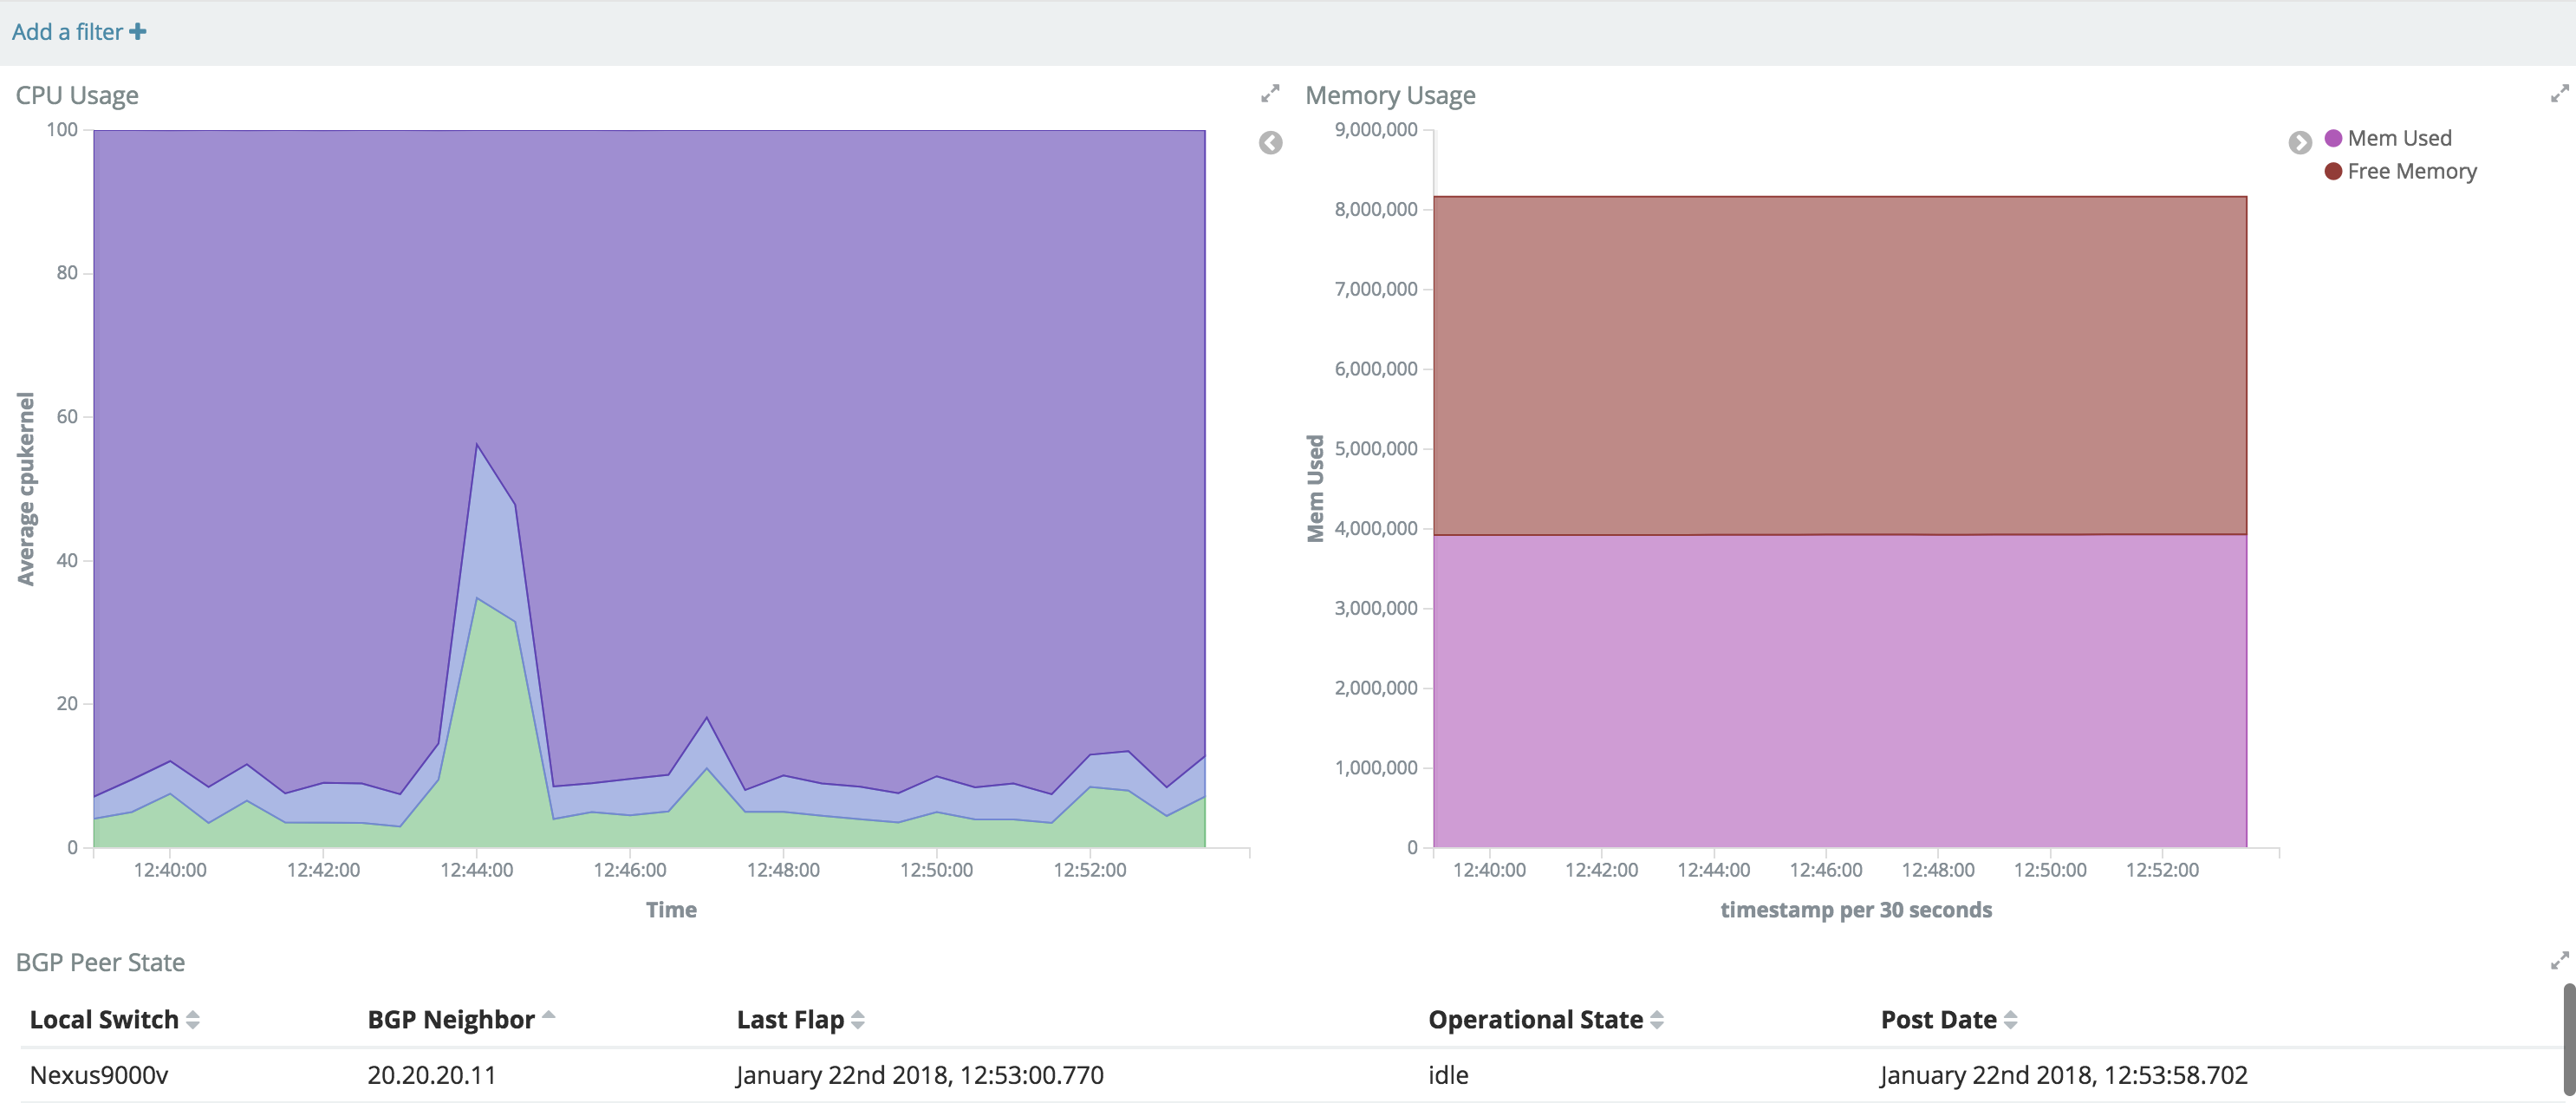 Add a filter +
CPU Usage
Average cpukernel
100
80
60
40
20
0
12:40:00 12:42:00 12:44:00 12:46:00 12:48:00 12:50:00 12:52:00
Time
Memory Usage
Mem Used
9,000,000
8,000,000
7,000,000
6,000,000
5,000,000
4,000,000
3,000,000
2,000,000
1,000,000
0
12:40:00 12:42:00 12:44:00 12:46:00 12:48:00 12:50:00 12:52:00
timestamp per 30 seconds
Mem Used
Free Memory
BGP Peer State
Local Switch BGP Neighbor Last Flap Operational State Post Date
Nexus9000v 20.20.20.11 January 22nd 2018, 12:53:00.770 idle January 22nd 2018, 12:53:58.702